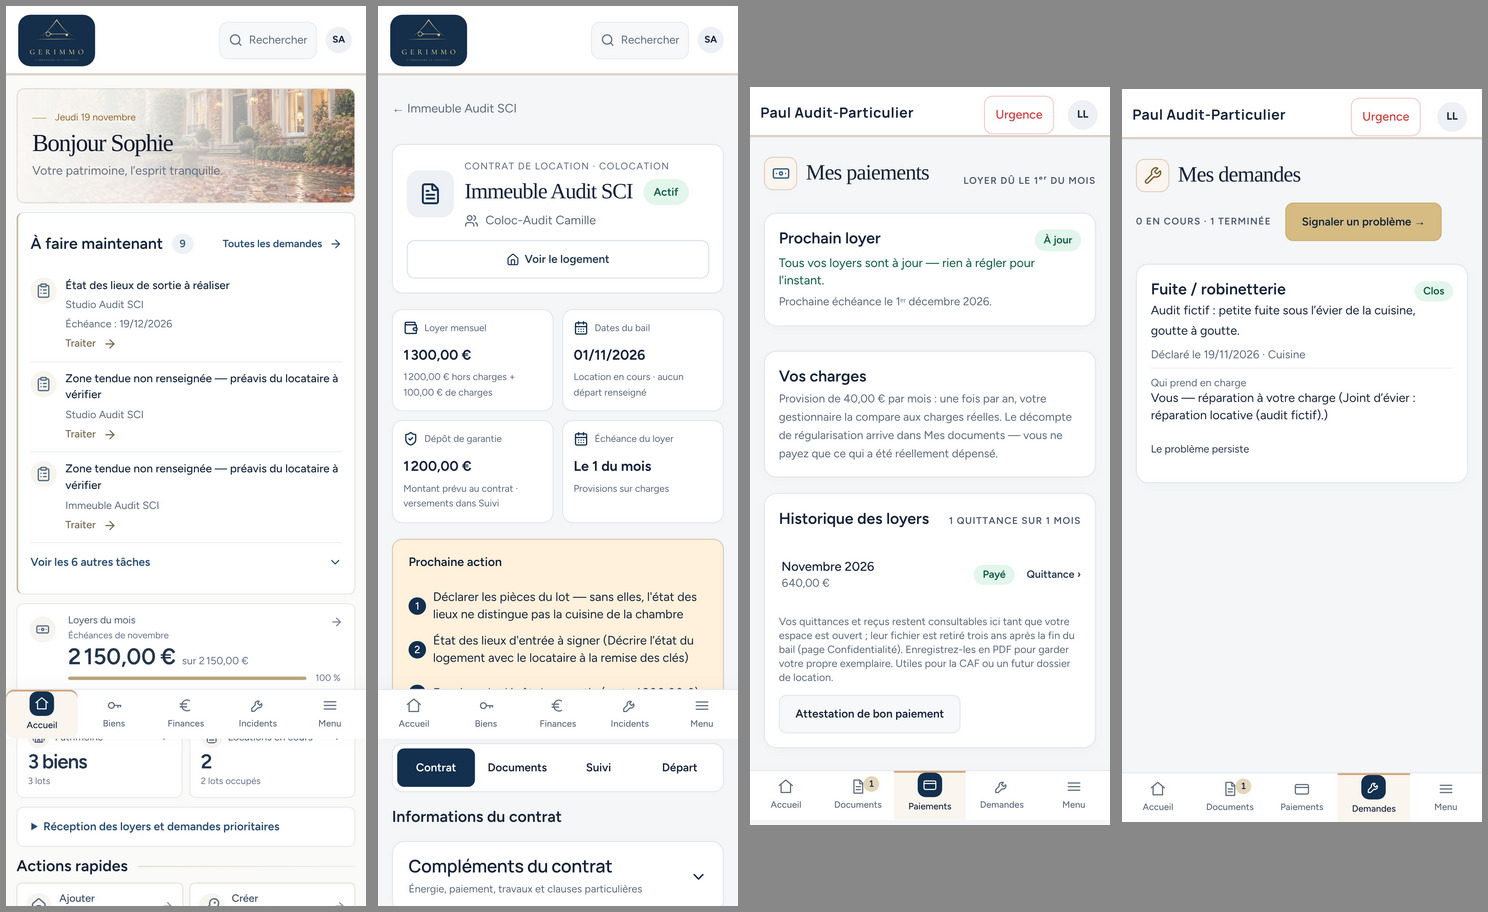 GERIMMO
Rechercher
SA
Jeudi 19 novembre
Bonjour Sophie
Votre patrimoine, l'esprit tranquille.
À faire maintenant 9
Toutes les demandes →
État des lieux de sortie à réaliser
Studio Audit SCI
Échéance : 19/12/2026
Traiter →
Zone tendue non renseignée — préavis du locataire à
vérifier
Studio Audit SCI
Traiter →
Zone tendue non renseignée — préavis du locataire à
vérifier
Immeuble Audit SCI
Traiter →
Voir les 6 autres tâches
Loyers du mois →
Échéances de novembre
2 150,00 € sur 2 150,00 €
100 %
Accueil
Biens
Finances
Incidents
Menu
Patrimoine
3 biens
3 lots
Locations en cours
2
2 lots occupés
Réception des loyers et demandes prioritaires
Actions rapides
Ajouter
Créer
GERIMMO
Rechercher
SA
← Immeuble Audit SCI
CONTRAT DE LOCATION · COLOCATION
Immeuble Audit SCI Actif
Coloc-Audit Camille
Voir le logement
Loyer mensuel
1 300,00 €
1 200,00 € hors charges +
100,00 € de charges
Dates du bail
01/11/2026
Location en cours · aucun
départ renseigné
Dépôt de garantie
1 200,00 €
Montant prévu au contrat ·
versements dans Suivi
Échéance du loyer
Le 1 du mois
Provisions sur charges
Prochaine action
1 Déclarer les pièces du lot — sans elles, l'état des
lieux ne distingue pas la cuisine de la chambre
2 État des lieux d'entrée à signer (Décrire l'état du
logement avec le locataire à la remise des clés)
Accueil
Biens
Finances
Incidents
Menu
Contrat
Documents
Suivi
Départ
Informations du contrat
Compléments du contrat
Énergie, paiement, travaux et clauses particulières
Paul Audit-Particulier
Urgence
LL
Mes paiements
LOYER DÛ LE 1ᵉʳ DU MOIS
Prochain loyer
À jour
Tous vos loyers sont à jour — rien à régler pour
l'instant.
Prochaine échéance le 1ᵉʳ décembre 2026.
Vos charges
Provision de 40,00 € par mois : une fois par an, votre
gestionnaire la compare aux charges réelles. Le décompte
de régularisation arrive dans Mes documents — vous ne
payez que ce qui a été réellement dépensé.
Historique des loyers
1 QUITTANCE SUR 1 MOIS
Novembre 2026
640,00 €
Payé
Quittance ›
Vos quittances et reçus restent consultables ici tant que votre
espace est ouvert ; leur fichier est retiré trois ans après la fin du
bail (page Confidentialité). Enregistrez-les en PDF pour garder
votre propre exemplaire. Utiles pour la CAF ou un futur dossier
de location.
Attestation de bon paiement
Accueil
Documents 1
Paiements
Demandes
Menu
Paul Audit-Particulier
Urgence
LL
Mes demandes
0 EN COURS · 1 TERMINÉE
Signaler un problème →
Fuite / robinetterie
Clos
Audit fictif : petite fuite sous l'évier de la cuisine,
goutte à goutte.
Déclaré le 19/11/2026 · Cuisine
Qui prend en charge
Vous — réparation à votre charge (Joint d'évier :
réparation locative (audit fictif).)
Le problème persiste
Accueil
Documents 1
Paiements
Demandes
Menu